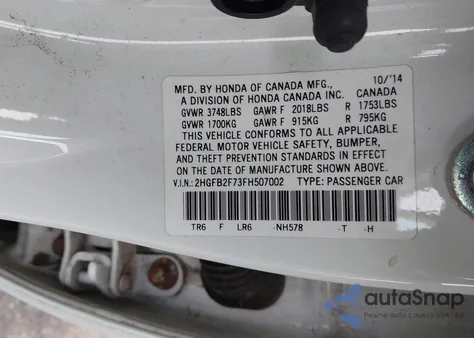 MFD. BY HONDA OF CANADA MFG., 10/'14
A DIVISION OF HONDA CANADA INC. CANADA
GVWR 3748LBS GAWR F 2018LBS R 1753LBS
GVWR 1700KG GAWR F 915KG R 795KG
THIS VEHICLE CONFORMS TO ALL APPLICABLE
FEDERAL MOTOR VEHICLE SAFETY, BUMPER,
AND THEFT PREVENTION STANDARDS IN EFFECT
ON THE DATE OF MANUFACTURE SHOWN ABOVE.
V.I.N.: 2HGFB2F73FH507002 TYPE: PASSENGER CAR
TR6 F LR6 -NH578 -T -H
autaSnap